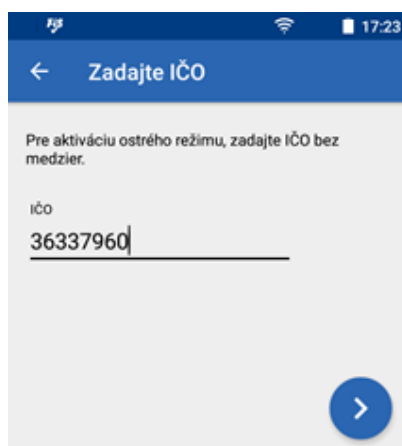 17:23
Zadajte IČO
Pre aktiváciu ostrého režimu, zadajte IČO bez
medzier.
IČO
36337960